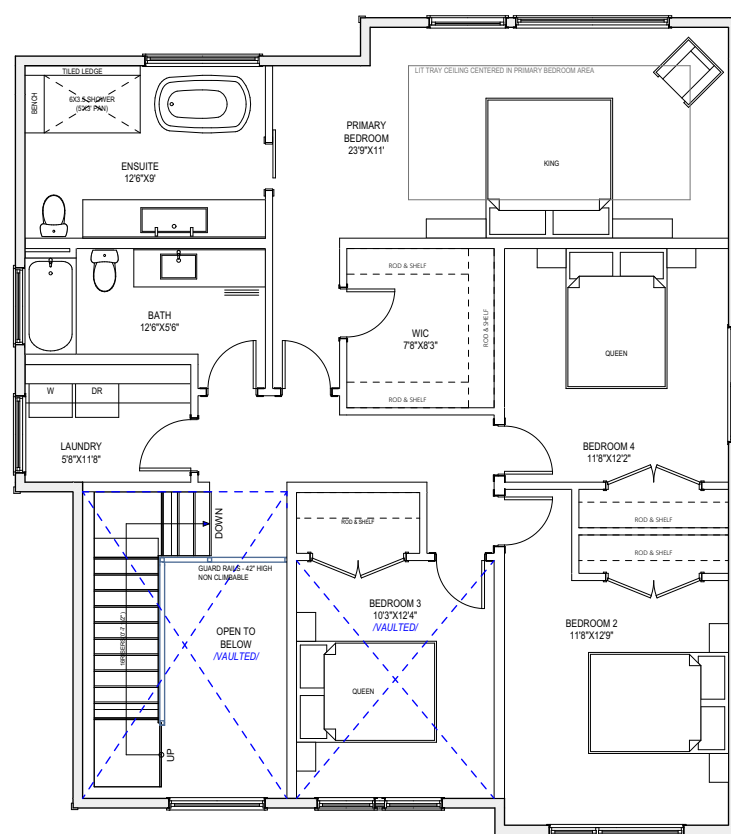 TILED LEDGE
BENCH
6X3.5 SHOWER
(5'X3' PAN)
ENSUITE
12'6"X9'
LIT TRAY CEILING CENTERED IN PRIMARY BEDROOM AREA
PRIMARY
BEDROOM
23'9"X11'
KING
BATH
12'6"X5'6"
ROD & SHELF
WIC
7'8"X8'3"
ROD & SHELF
ROD & SHELF
QUEEN
W
DR
LAUNDRY
5'8"X11'8"
BEDROOM 4
11'8"X12'2"
DOWN
ROD & SHELF
ROD & SHELF
ROD & SHELF
GUARD RAILS - 42" HIGH
NON CLIMBABLE
OPEN TO
BELOW
/VAULTED/
UP
BEDROOM 3
10'3"X12'4"
/VAULTED/
QUEEN
BEDROOM 2
11'8"X12'9"